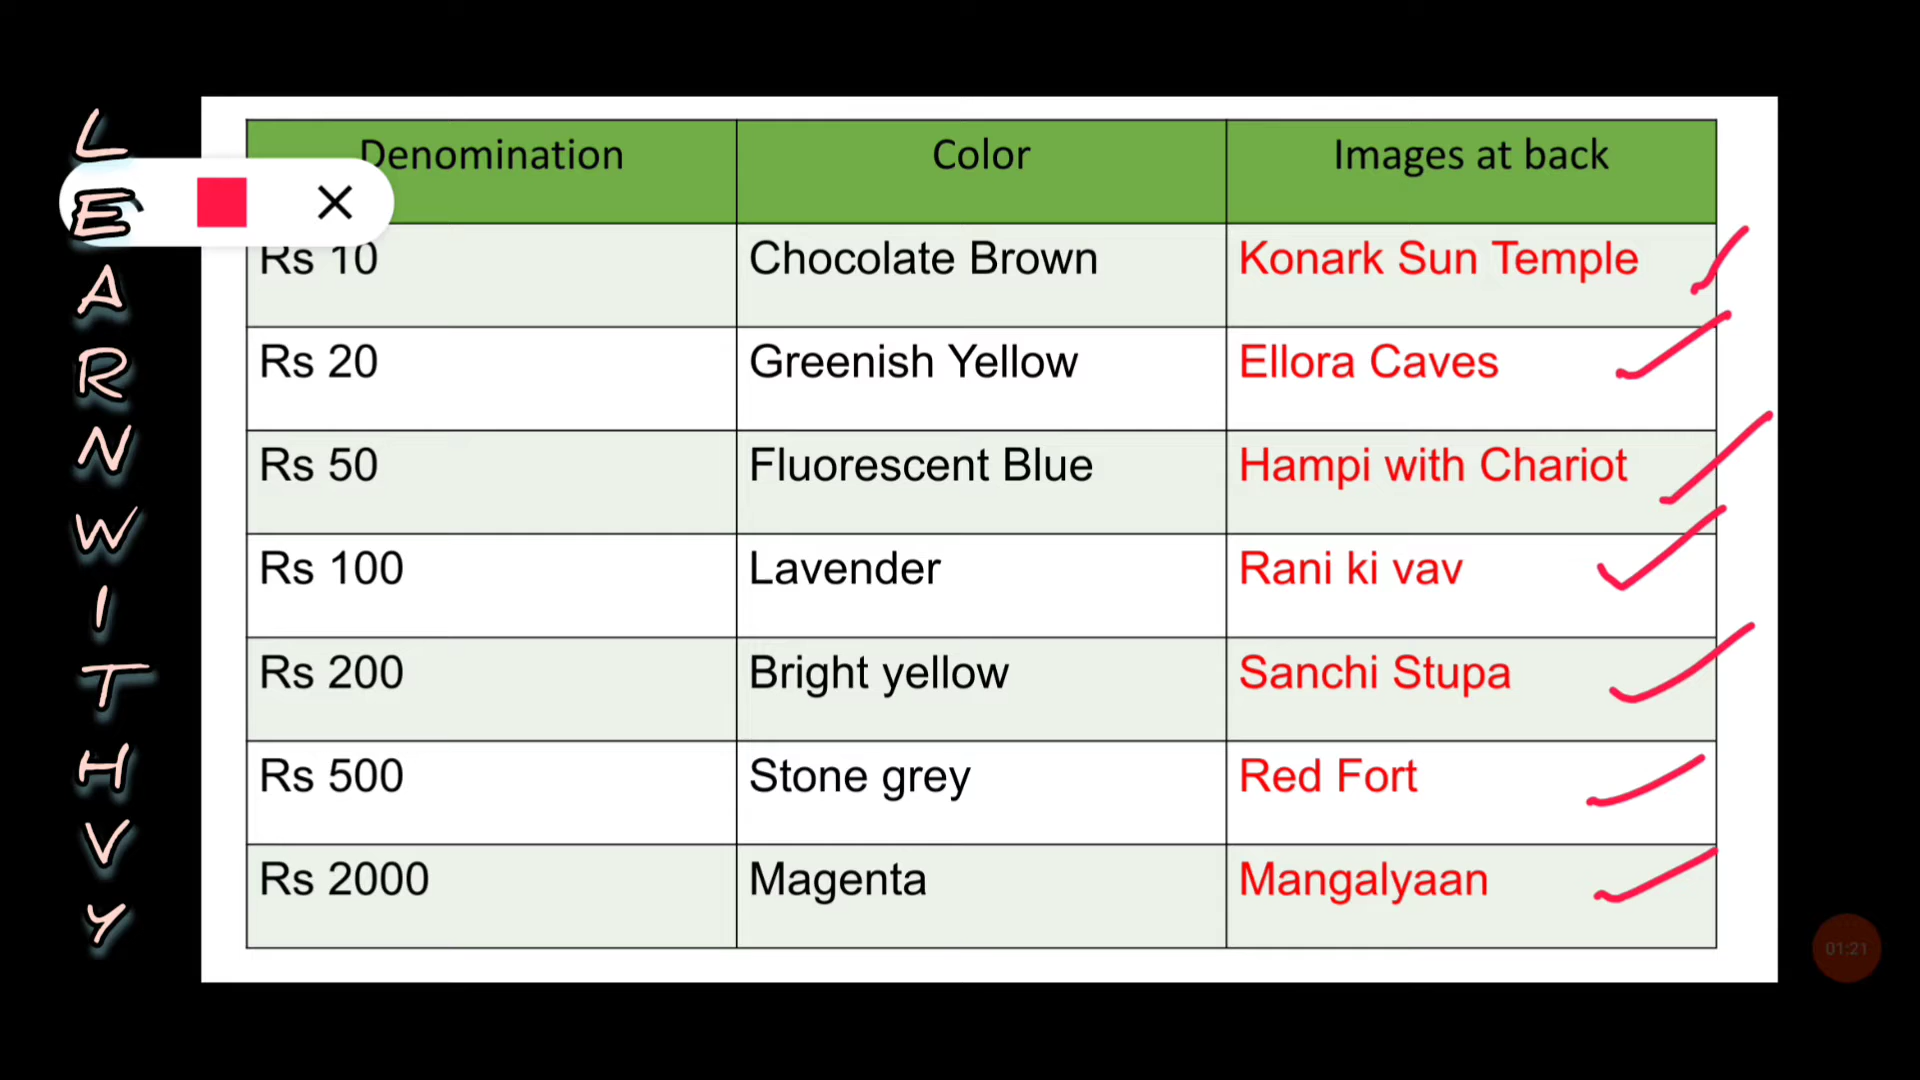 LEARNWITHVY
Denomination Color Images at back
Rs 10 Chocolate Brown Konark Sun Temple
Rs 20 Greenish Yellow Ellora Caves
Rs 50 Fluorescent Blue Hampi with Chariot
Rs 100 Lavender Rani ki vav
Rs 200 Bright yellow Sanchi Stupa
Rs 500 Stone grey Red Fort
Rs 2000 Magenta Mangalyaan
01:21